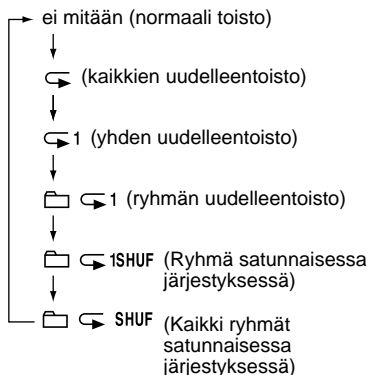 ei mitään (normaali toisto)
(kaikkien uudelleentoisto)
1 (yhden uudelleentoisto)
1 (ryhmän uudelleentoisto)
1SHUF (Ryhmä satunnaisessa
järjestyksessä)
SHUF (Kaikki ryhmät
satunnaisessa
järjestyksessä)